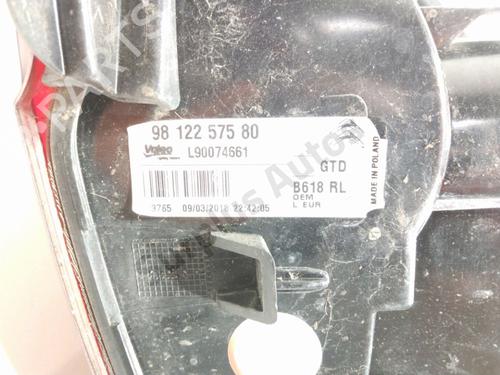 98 122 575 80
Valeo
L90074661
GTD
B618 RL
OEM
L EUR
MADE IN POLAND
9765 09/03/2018 22:42:05